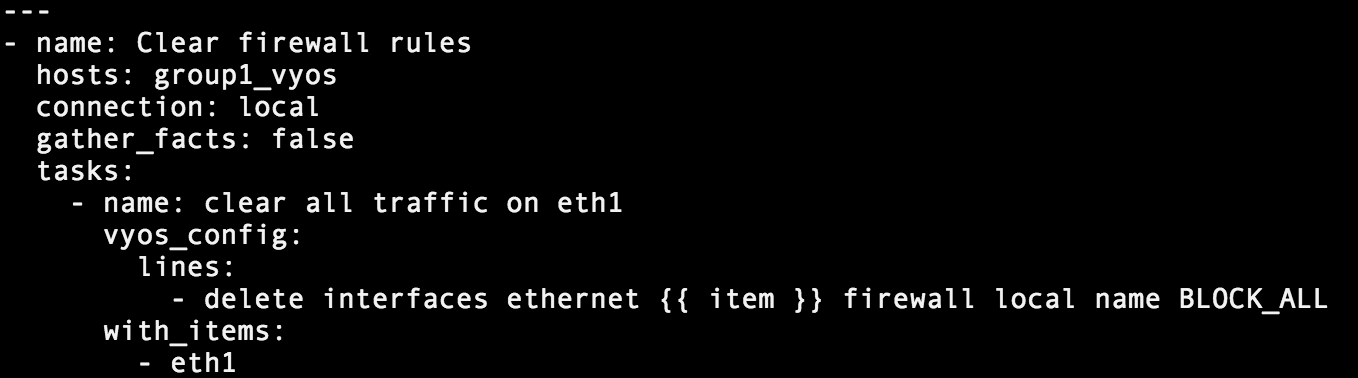 ---
- name: Clear firewall rules
  hosts: group1_vyos
  connection: local
  gather_facts: false
  tasks:
    - name: clear all traffic on eth1
      vyos_config:
        lines:
          - delete interfaces ethernet {{ item }} firewall local name BLOCK_ALL
      with_items:
        - eth1